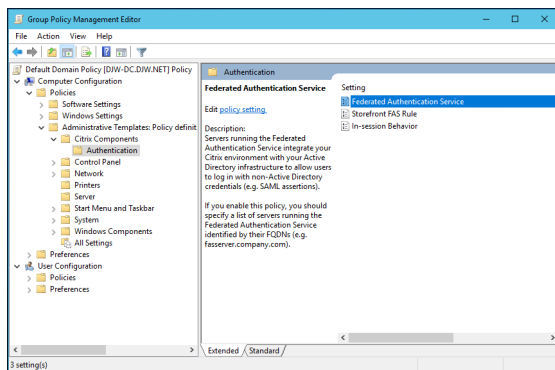 Group Policy Management Editor
File Action View Help
Default Domain Policy [DJW-DC.DJW.NET] Policy
Computer Configuration
Policies
Software Settings
Windows Settings
Administrative Templates: Policy definit
Citrix Components
Authentication
Control Panel
Network
Printers
Server
Start Menu and Taskbar
System
Windows Components
All Settings
Preferences
User Configuration
Policies
Preferences
Authentication
Federated Authentication Service
Edit policy setting.
Description:
Servers running the Federated
Authentication Service integrate your
Citrix environment with your Active
Directory infrastructure to allow users
to log in with non-Active Directory
credentials (e.g. SAML assertions).
If you enable this policy, you should
specify a list of servers running the
Federated Authentication Service
identified by their FQDNs (e.g.
fasserver.company.com).
Setting
Federated Authentication Service
Storefront FAS Rule
In-session Behavior
Extended Standard
3 setting(s)